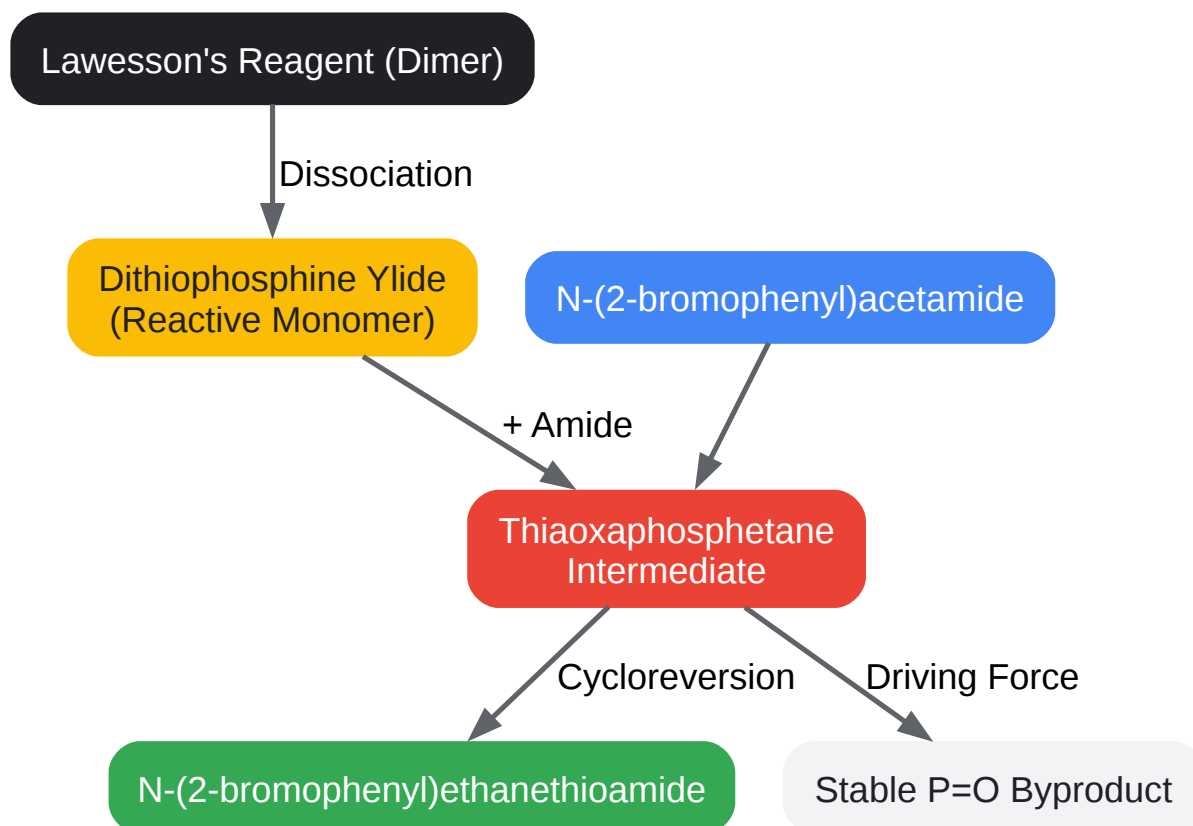 Lawesson's Reagent (Dimer)
Dissociation
Dithiophosphine Ylide
(Reactive Monomer)
N-(2-bromophenyl)acetamide
+ Amide
Thiaoxaphosphetane
Intermediate
Cycloreversion
Driving Force
N-(2-bromophenyl)ethanethioamide
Stable P=O Byproduct